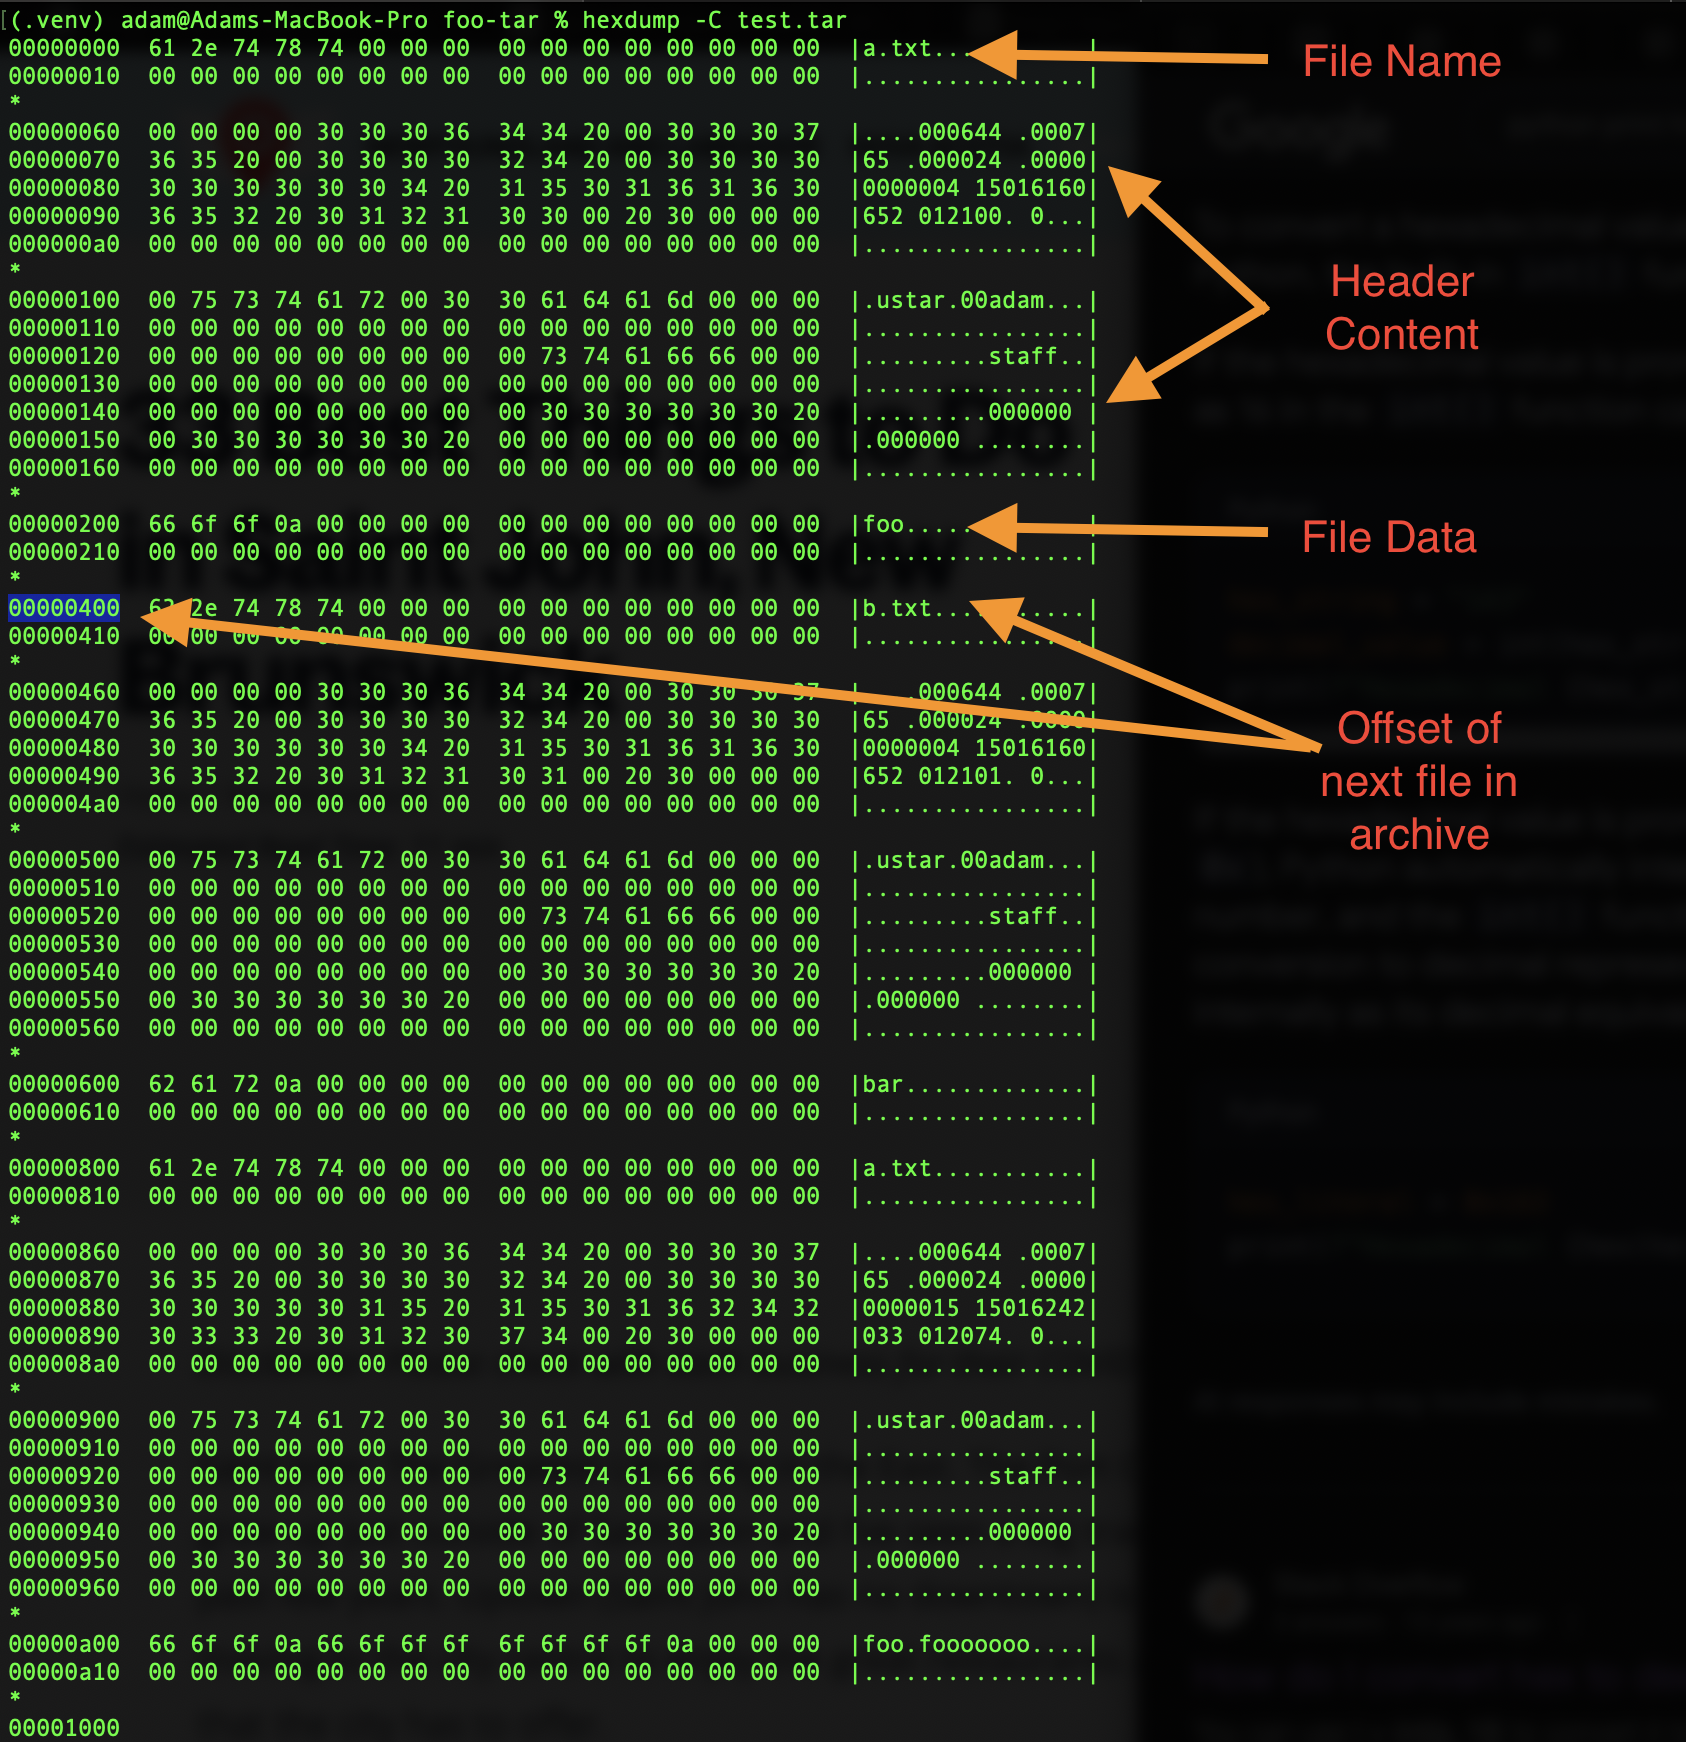 (.venv) adam@Adams-MacBook-Pro foo-tar % hexdump -C test.tar
00000000  61 2e 74 78 74 00 00 00  00 00 00 00 00 00 00 00  |a.txt...
File Name
00000010  00 00 00 00 00 00 00 00  00 00 00 00 00 00 00 00  |................|
*
00000060  00 00 00 00 30 30 30 36  34 34 20 00 30 30 30 37  |....000644 .0007|
00000070  36 35 20 00 30 30 30 30  32 34 20 00 30 30 30 30  |65 .000024 .0000|
00000080  30 30 30 30 30 30 34 20  31 35 30 31 36 31 36 30  |0000004 15016160|
00000090  36 35 32 20 30 31 32 31  30 30 00 20 30 00 00 00  |652 012100. 0...|
000000a0  00 00 00 00 00 00 00 00  00 00 00 00 00 00 00 00  |................|
*
Header
Content
00000100  00 75 73 74 61 72 00 30  30 61 64 61 6d 00 00 00  |.ustar.00adam...|
00000110  00 00 00 00 00 00 00 00  00 00 00 00 00 00 00 00  |................|
00000120  00 00 00 00 00 00 00 00  00 73 74 61 66 66 00 00  |.........staff..|
00000130  00 00 00 00 00 00 00 00  00 00 00 00 00 00 00 00  |................|
00000140  00 00 00 00 00 00 00 00  00 30 30 30 30 30 30 20  |.........000000 |
00000150  00 30 30 30 30 30 30 20  00 00 00 00 00 00 00 00  |.000000 ........|
00000160  00 00 00 00 00 00 00 00  00 00 00 00 00 00 00 00  |................|
*
00000200  66 6f 6f 0a 00 00 00 00  00 00 00 00 00 00 00 00  |foo.....
File Data
00000210  00 00 00 00 00 00 00 00  00 00 00 00 00 00 00 00  |................|
*
00000400  62 2e 74 78 74 00 00 00  00 00 00 00 00 00 00 00  |b.txt...........|
00000410  00 00 00 00 00 00 00 00  00 00 00 00 00 00 00 00  |................|
*
00000460  00 00 00 00 30 30 30 36  34 34 20 00 30 30 30 37  |....000644 .0007|
00000470  36 35 20 00 30 30 30 30  32 34 20 00 30 30 30 30  |65 .000024 .0000|
00000480  30 30 30 30 30 30 34 20  31 35 30 31 36 31 36 30  |0000004 15016160|
00000490  36 35 32 20 30 31 32 31  30 31 00 20 30 00 00 00  |652 012101. 0...|
000004a0  00 00 00 00 00 00 00 00  00 00 00 00 00 00 00 00  |................|
*
Offset of
next file in
archive
00000500  00 75 73 74 61 72 00 30  30 61 64 61 6d 00 00 00  |.ustar.00adam...|
00000510  00 00 00 00 00 00 00 00  00 00 00 00 00 00 00 00  |................|
00000520  00 00 00 00 00 00 00 00  00 73 74 61 66 66 00 00  |.........staff..|
00000530  00 00 00 00 00 00 00 00  00 00 00 00 00 00 00 00  |................|
00000540  00 00 00 00 00 00 00 00  00 30 30 30 30 30 30 20  |.........000000 |
00000550  00 30 30 30 30 30 30 20  00 00 00 00 00 00 00 00  |.000000 ........|
00000560  00 00 00 00 00 00 00 00  00 00 00 00 00 00 00 00  |................|
*
00000600  62 61 72 0a 00 00 00 00  00 00 00 00 00 00 00 00  |bar.............|
00000610  00 00 00 00 00 00 00 00  00 00 00 00 00 00 00 00  |................|
*
00000800  61 2e 74 78 74 00 00 00  00 00 00 00 00 00 00 00  |a.txt...........|
00000810  00 00 00 00 00 00 00 00  00 00 00 00 00 00 00 00  |................|
*
00000860  00 00 00 00 30 30 30 36  34 34 20 00 30 30 30 37  |....000644 .0007|
00000870  36 35 20 00 30 30 30 30  32 34 20 00 30 30 30 30  |65 .000024 .0000|
00000880  30 30 30 30 30 31 35 20  31 35 30 31 36 32 34 32  |0000015 15016242|
00000890  30 33 33 20 30 31 32 30  37 34 00 20 30 00 00 00  |033 012074. 0...|
000008a0  00 00 00 00 00 00 00 00  00 00 00 00 00 00 00 00  |................|
*
00000900  00 75 73 74 61 72 00 30  30 61 64 61 6d 00 00 00  |.ustar.00adam...|
00000910  00 00 00 00 00 00 00 00  00 00 00 00 00 00 00 00  |................|
00000920  00 00 00 00 00 00 00 00  00 73 74 61 66 66 00 00  |.........staff..|
00000930  00 00 00 00 00 00 00 00  00 00 00 00 00 00 00 00  |................|
00000940  00 00 00 00 00 00 00 00  00 30 30 30 30 30 30 20  |.........000000 |
00000950  00 30 30 30 30 30 30 20  00 00 00 00 00 00 00 00  |.000000 ........|
00000960  00 00 00 00 00 00 00 00  00 00 00 00 00 00 00 00  |................|
*
00000a00  66 6f 6f 0a 66 6f 6f 6f  6f 6f 6f 6f 0a 00 00 00  |foo.fooooooo....|
00000a10  00 00 00 00 00 00 00 00  00 00 00 00 00 00 00 00  |................|
*
00001000